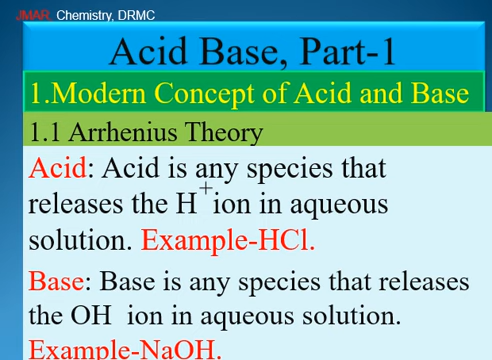 JMAR, Chemistry, DRMC
Acid Base, Part-1
1.Modern Concept of Acid and Base
1.1 Arrhenius Theory
Acid: Acid is any species that
releases the H⁺ion in aqueous
solution. Example-HCl.
Base: Base is any species that releases
the OH  ion in aqueous solution.
Example-NaOH.